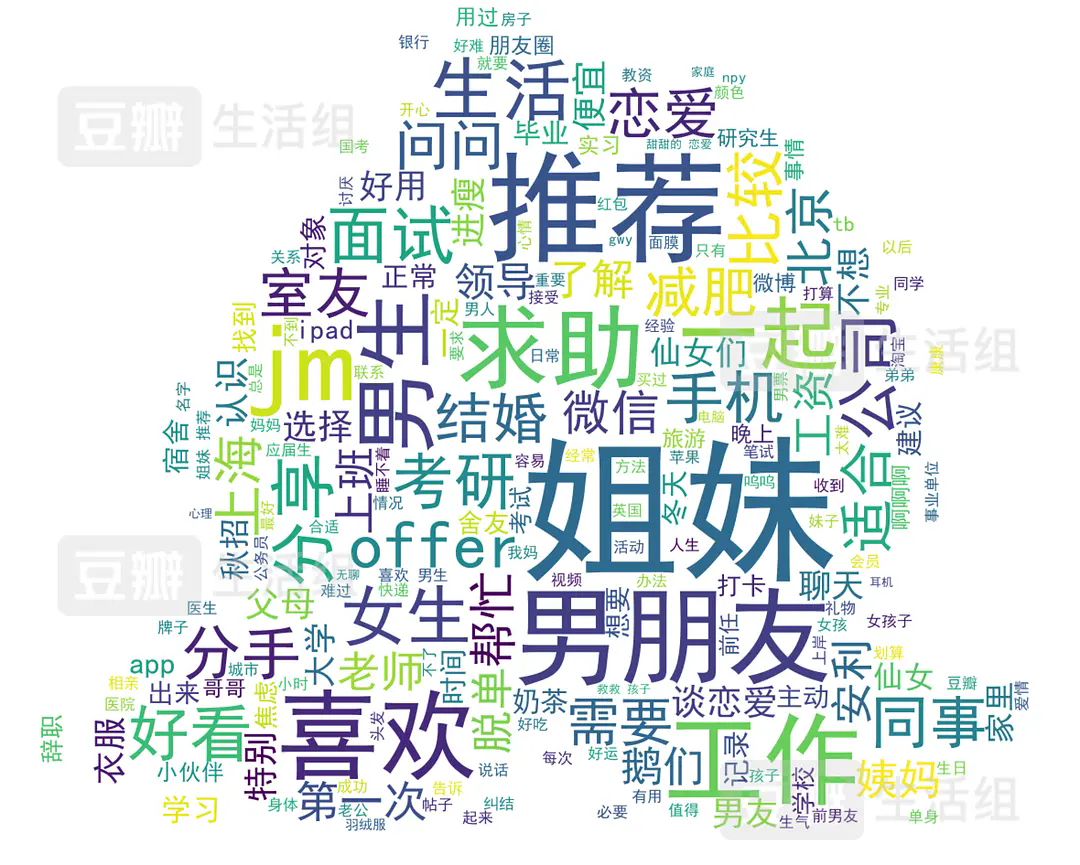 用过
房子
银行
好难
朋友圈
就要
生活
便宜
教资
家庭
npy
颜色
恋爱
开心
豆瓣 生活组
问问
毕业
实习
甜甜的 恋爱
研究生
事情
国考
讨厌
好用
进瘦
推荐
红包
比较
北京
tb
对象
面试
心情
gwy
面膜
只有
不想
以后
关系
正常
领导
重要
接受
了解
减肥
微博
打算
同学
专业
室友
男生
一定
男人
要求
求助
日常
经验
一起
公司
淘宝
豆瓣 生活组
健康
找到
不到
ipad
仙女们
弟弟
jm
总是
联系
买过
手机
男票
工资
认识
名字
宿舍
推荐
姐妹
妈妈
选择
结婚
微信
电脑
建议
旅游
晚上
笔试
太难
上海
应届生
分享
上班
睡不着
考研
容易
经常
方法
苹果
冬天
呜呜
收到
适合
啊啊啊
事业单位
姐妹
心理
最好
合适
情况
舍友
考试
英国
妹子
秋招
公务员
offer
我妈
活动
人生
豆瓣 生活组
无聊
喜欢
男生
视频
办法
打卡
聊天
会员
耳机
难过
快递
父母
女生
帮忙
男朋友
想要
前任
礼物
女孩
女孩子
医生
牌子
分手
大学
上岸
安利
划算
app
城市
老师
不了
时间
救救 孩子
仙女
豆瓣
相亲
医院
出来
哥哥
焦虑
小时
脱单
奶茶
谈恋爱
主动
爱情
辞职
衣服
好看
喜欢
头发
好吃
需要
工作
同事
家里
小伙伴
特别
说话
每次
好运
鹅们
记录
孩子
学校
姨妈
生日
豆瓣 生活组
学习
身体
成功
第一次
老公
羽绒服
告诉
帖子
纠结
起来
有用
必要
值得
男友
生气
前男友
单身